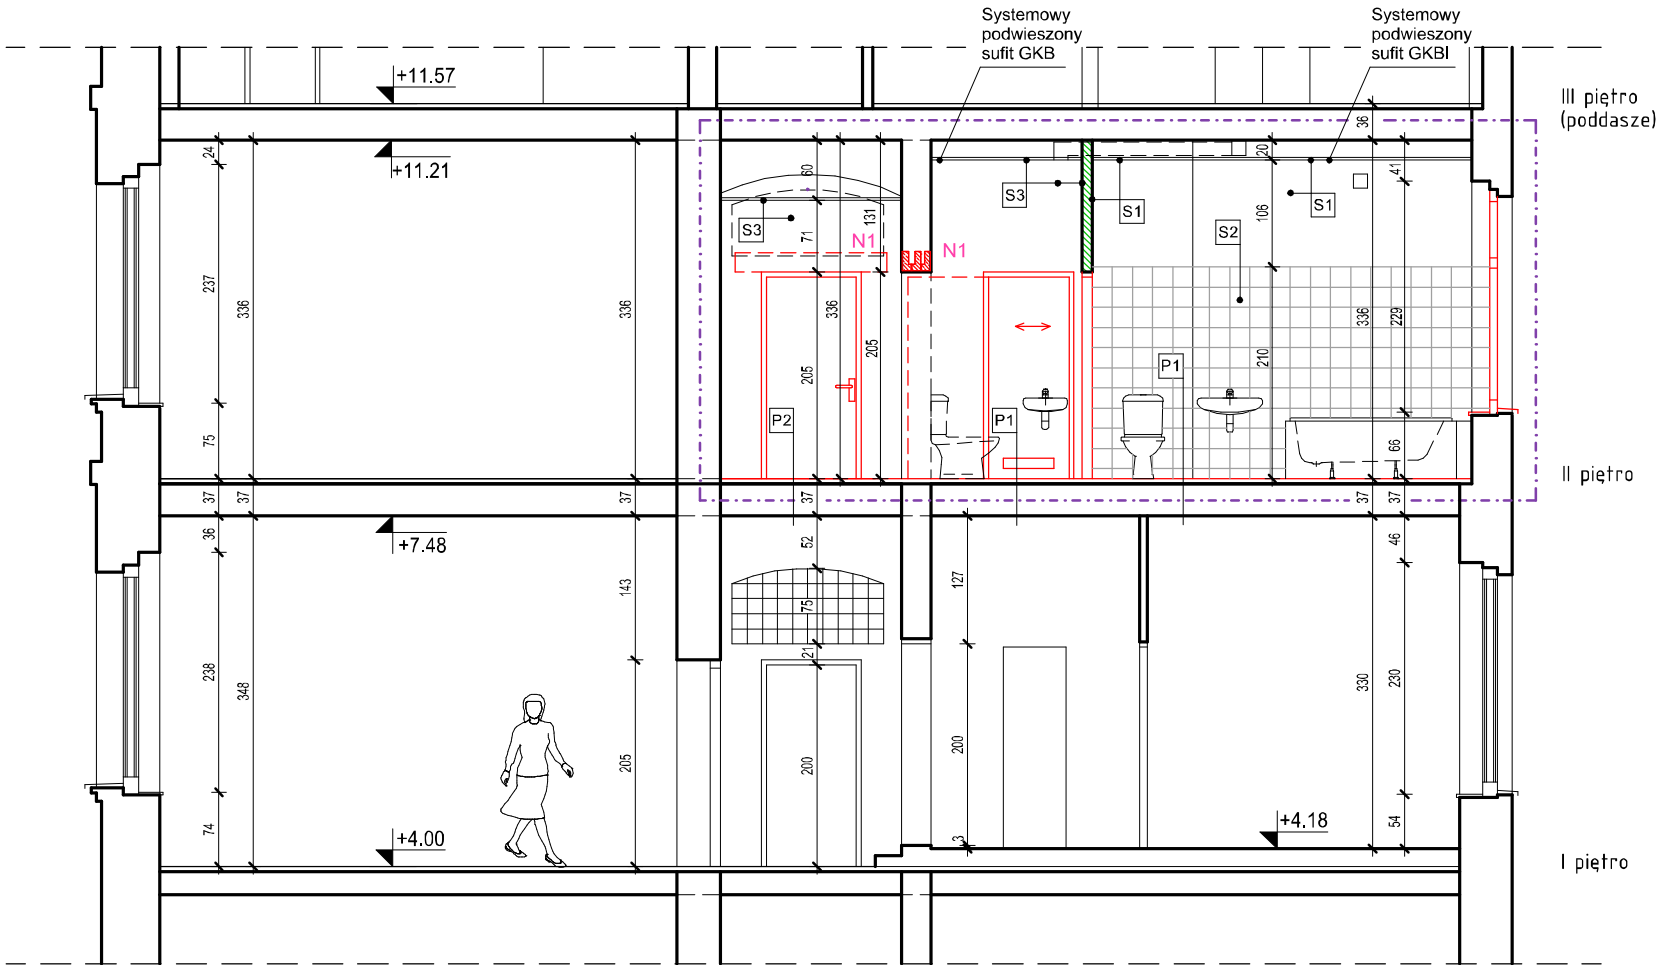 Systemowy
podwieszony
sufit GKB
Systemowy
podwieszony
sufit GKBI
+11.57
III piętro
(poddasze)
36
24
+11.21
60
20
41
S3
S1
S1
S3
131
106
71
N1
N1
S2
237
336
336
336
205
205
210
336
229
P1
P2
P1
75
66
II piętro
37
37
37
37
37
37
36
+7.48
52
46
143
127
75
21
238
348
205
200
200
330
230
74
+4.00
3
+4.18
54
I piętro